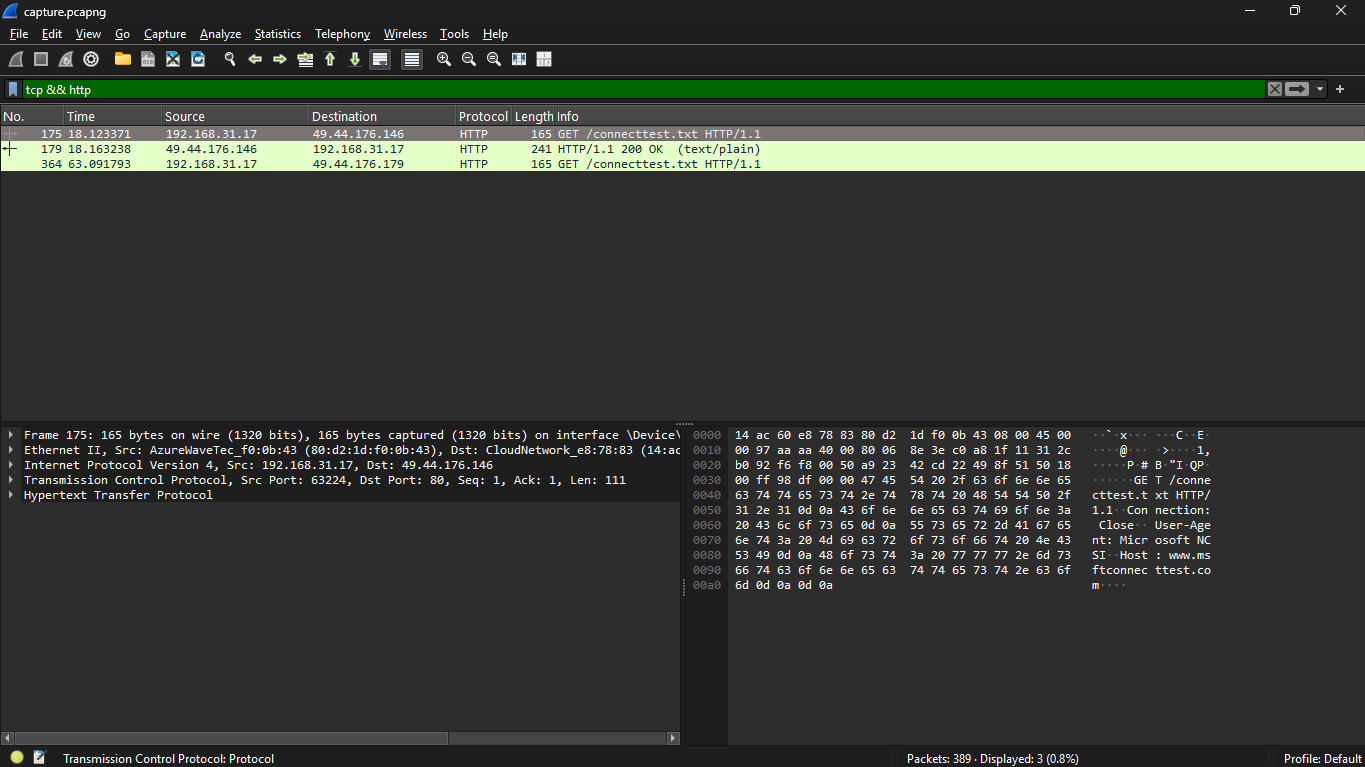 capture.pcapng
File Edit View Go Capture Analyze Statistics Telephony Wireless Tools Help
tcp && http
No. Time Source Destination Protocol Length Info
175 18.123371 192.168.31.17 49.44.176.146 HTTP 165 GET /connecttest.txt HTTP/1.1
179 18.163238 49.44.176.146 192.168.31.17 HTTP 241 HTTP/1.1 200 OK (text/plain)
364 63.091793 192.168.31.17 49.44.176.179 HTTP 165 GET /connecttest.txt HTTP/1.1
Frame 175: 165 bytes on wire (1320 bits), 165 bytes captured (1320 bits) on interface \Device\
Ethernet II, Src: AzureWaveTec_f0:0b:43 (80:d2:1d:f0:0b:43), Dst: CloudNetwork_e8:78:83 (14:ac
Internet Protocol Version 4, Src: 192.168.31.17, Dst: 49.44.176.146
Transmission Control Protocol, Src Port: 63224, Dst Port: 80, Seq: 1, Ack: 1, Len: 111
Hypertext Transfer Protocol
0000 14 ac 60 e8 78 83 80 d2 1d f0 0b 43 08 00 45 00 ··`·x··· ···C··E·
0010 00 97 aa aa 40 00 80 06 8e 3e c0 a8 1f 11 31 2c ····@··· ·>····1,
0020 b0 92 f6 f8 00 50 a9 23 42 cd 22 49 8f 51 50 18 ·····P·# B·"I·QP·
0030 00 ff 98 df 00 00 47 45 54 20 2f 63 6f 6e 6e 65 ······GE T /conne
0040 63 74 74 65 73 74 2e 74 78 74 20 48 54 54 50 2f cttest.t xt HTTP/
0050 31 2e 31 0d 0a 43 6f 6e 6e 65 63 74 69 6f 6e 3a 1.1··Con nection:
0060 20 43 6c 6f 73 65 0d 0a 55 73 65 72 2d 41 67 65 Close·· User-Age
0070 6e 74 3a 20 4d 69 63 72 6f 73 6f 66 74 20 4e 43 nt: Micr osoft NC
0080 53 49 0d 0a 48 6f 73 74 3a 20 77 77 77 2e 6d 73 SI··Host : www.ms
0090 66 74 63 6f 6e 6e 65 63 74 74 65 73 74 2e 63 6f ftconnec ttest.co
00a0 6d 0d 0a 0d 0a m····
Transmission Control Protocol: Protocol Packets: 389 · Displayed: 3 (0.8%) Profile: Default